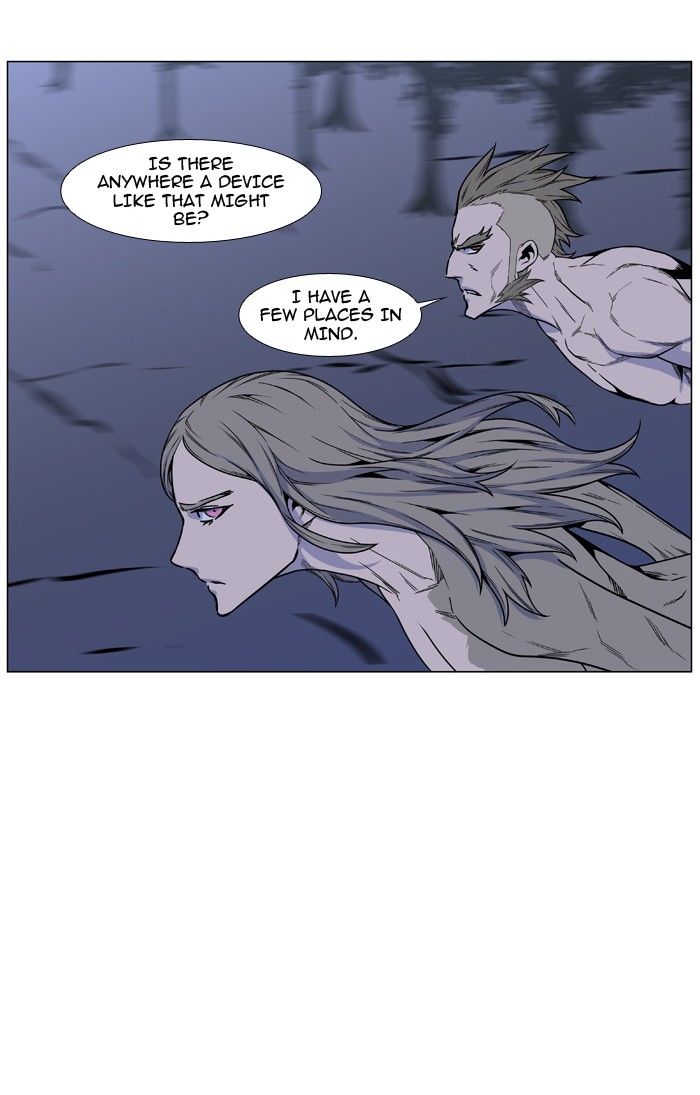 IS THERE
ANYWHERE A DEVICE
LIKE THAT MIGHT
BE?
I HAVE A
FEW PLACES IN
MIND.